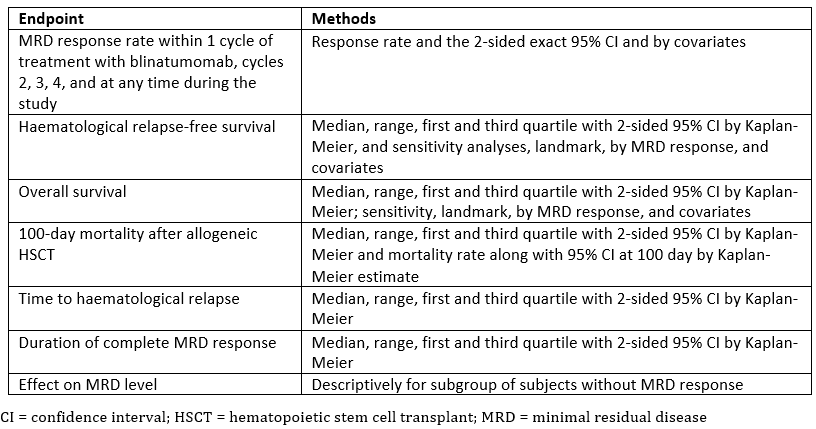 Endpoint Methods
MRD response rate within 1 cycle of
treatment with blinatumomab, cycles
2, 3, 4, and at any time during the
study
Response rate and the 2-sided exact 95% CI and by covariates
Haematological relapse-free survival
Median, range, first and third quartile with 2-sided 95% CI by Kaplan-
Meier, and sensitivity analyses, landmark, by MRD response, and
covariates
Overall survival
Median, range, first and third quartile with 2-sided 95% CI by Kaplan-
Meier; sensitivity, landmark, by MRD response, and covariates
100-day mortality after allogeneic
HSCT
Median, range, first and third quartile with 2-sided 95% CI by Kaplan-
Meier and mortality rate along with 95% CI at 100 day by Kaplan-
Meier estimate
Time to haematological relapse
Median, range, first and third quartile with 2-sided 95% CI by Kaplan-
Meier
Duration of complete MRD response
Median, range, first and third quartile with 2-sided 95% CI by Kaplan-
Meier
Effect on MRD level
Descriptively for subgroup of subjects without MRD response
CI = confidence interval; HSCT = hematopoietic stem cell transplant; MRD = minimal residual disease